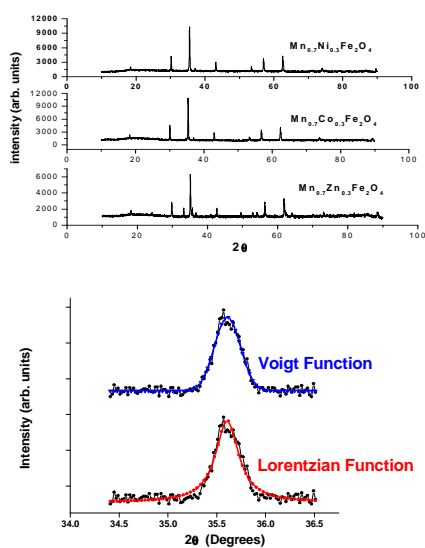 12000
9000
6000
3000
0
Mn0.7Ni0.3Fe2O4
0 20 40 60 80 100
intensity (arb. units)
12000
9000
6000
3000
0
Mn0.7Co0.3Fe2O4
0 20 40 60 80 100
6000
4000
2000
0
Mn0.7Zn0.3Fe2O4
0 10 20 30 40 50 60 70 80 90 100
2θ
Intensity (arb. units)
Voigt Function
Lorentzian Function
34.0 34.5 35.0 35.5 36.0 36.5
2θ (Degrees)